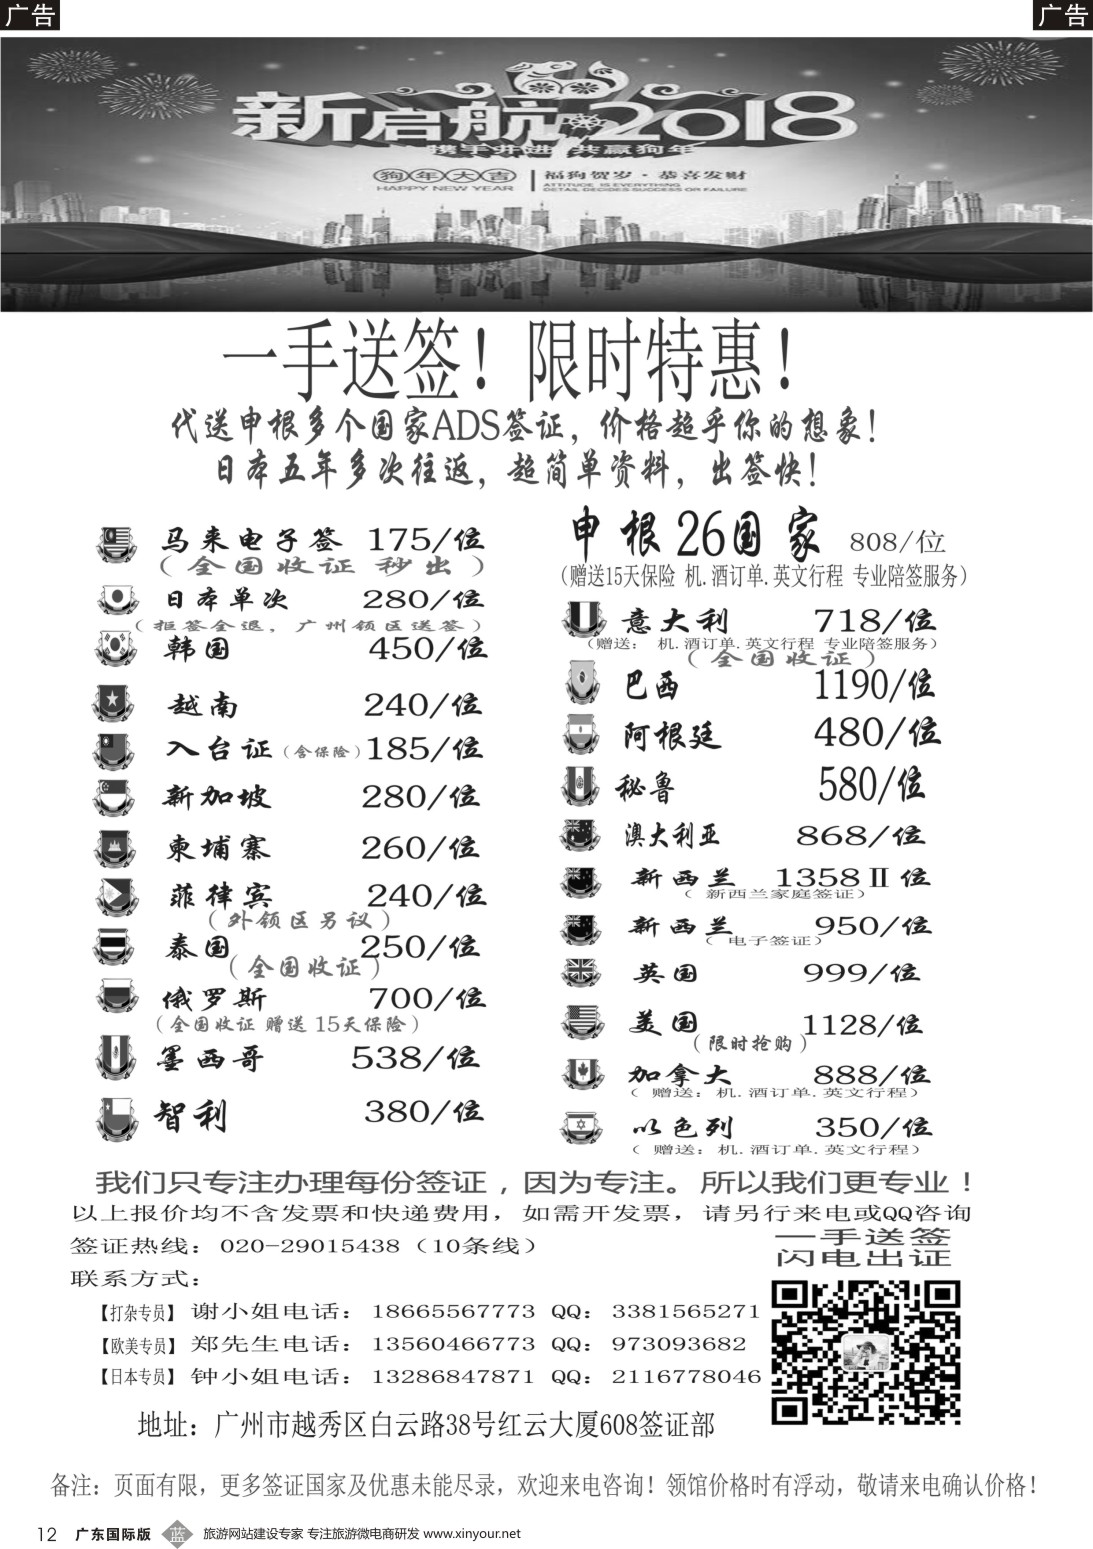 广告
广告
新启航 2018
携手并进 共赢狗年
狗年大吉
HAPPY NEW YEAR
福狗贺岁·恭喜发财
ATTITUDE IS EVERYTHING
DETAIL DECIDES SUCCESS OR FAILURE
一手送签！限时特惠！
代送申根多个国家ADS签证，价格超乎你的想象！
日本五年多次往返，超简单资料，出签快！
马来电子签 175/位
（全国收证 秒出）
日本单次 280/位
（拒签全退，广州领区送签）
韩国 450/位
越南 240/位
入台证（含保险）185/位
新加坡 280/位
柬埔寨 260/位
菲律宾 240/位
（外领区另议）
泰国 250/位
（全国收证）
俄罗斯 700/位
（全国收证 赠送 15天保险）
墨西哥 538/位
智利 380/位
申根26国家 808/位
（赠送15天保险 机.酒订单.英文行程 专业陪签服务）
意大利 718/位
（赠送： 机.酒订单.英文行程 专业陪签服务）
（全国收证）
巴西 1190/位
阿根廷 480/位
秘鲁 580/位
澳大利亚 868/位
新西兰 1358Ⅱ位
（ 新西兰家庭签证）
新西兰 950/位
（ 电子签证）
英国 999/位
美国 1128/位
（限时抢购）
加拿大 888/位
（ 赠送：机.酒订单.英文行程）
以色列 350/位
（ 赠送：机.酒订单.英文行程）
我们只专注办理每份签证，因为专注。所以我们更专业！
以上报价均不含发票和快递费用，如需开发票，请另行来电或QQ咨询
签证热线：020-29015438（10条线）
联系方式：
【打杂专员】谢小姐电话：18665567773 QQ：3381565271
【欧美专员】郑先生电话：13560466773 QQ：973093682
【日本专员】钟小姐电话：13286847871 QQ：2116778046
一手送签
闪电出证
地址：广州市越秀区白云路38号红云大厦608签证部
备注：页面有限，更多签证国家及优惠未能尽录，欢迎来电咨询！领馆价格时有浮动，敬请来电确认价格！
12 广东国际版 蓝 旅游网站建设专家 专注旅游微电商研发 www.xinyour.net